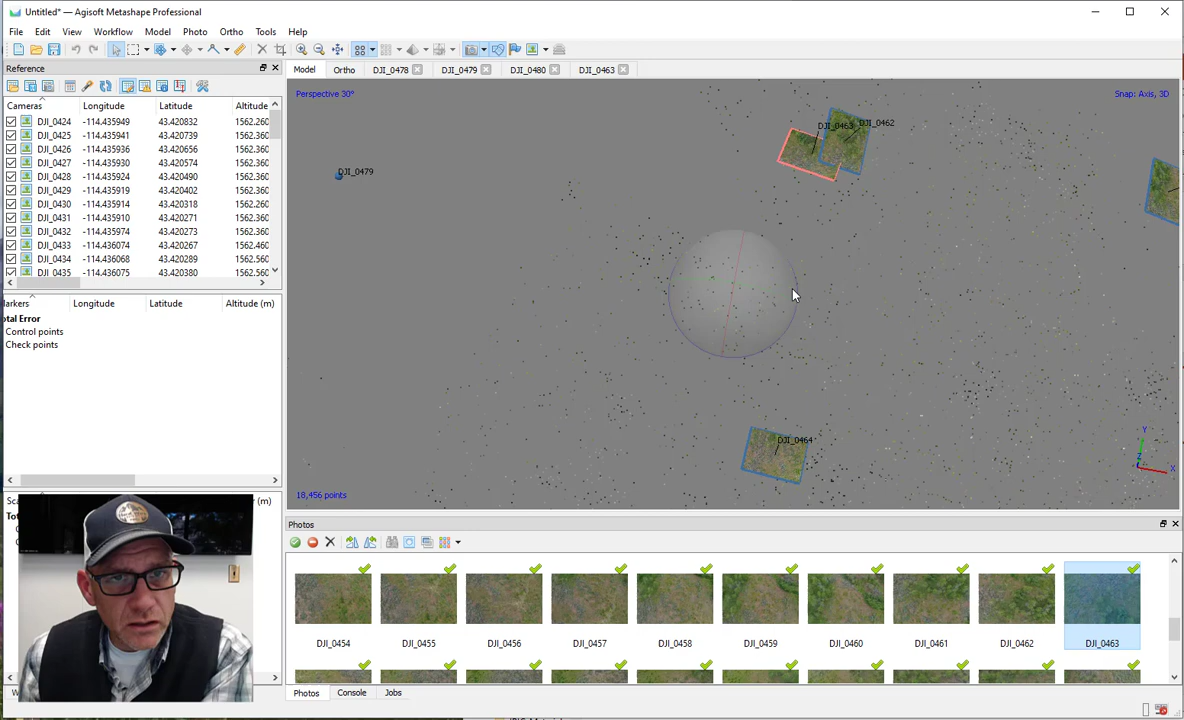 Untitled* — Agisoft Metashape Professional
File Edit View Workflow Model Photo Ortho Tools Help
Reference
Model Ortho DJI_0478 DJI_0479 DJI_0480 DJI_0463
Cameras Longitude Latitude Altitude
DJI_0424 -114.435949 43.420832 1562.260
DJI_0425 -114.435941 43.420739 1562.360
DJI_0426 -114.435936 43.420656 1562.360
DJI_0427 -114.435930 43.420574 1562.360
DJI_0428 -114.435924 43.420490 1562.360
DJI_0429 -114.435919 43.420402 1562.360
DJI_0430 -114.435914 43.420318 1562.260
DJI_0431 -114.435910 43.420271 1562.360
DJI_0432 -114.435974 43.420273 1562.360
DJI_0433 -114.436074 43.420267 1562.460
DJI_0434 -114.436068 43.420289 1562.560
DJI_0435 -114.436075 43.420380 1562.560
arkers Longitude Latitude Altitude (m)
otal Error
Control points
Check points
Sca (m)
Tot
Perspective 30°
Snap: Axis, 3D
DJI_0463 DJI_0462
DJI_0479
DJI_0464
Y
Z
X
18,456 points
Photos
DJI_0454 DJI_0455 DJI_0456 DJI_0457 DJI_0458 DJI_0459 DJI_0460 DJI_0461 DJI_0462 DJI_0463
Photos Console Jobs